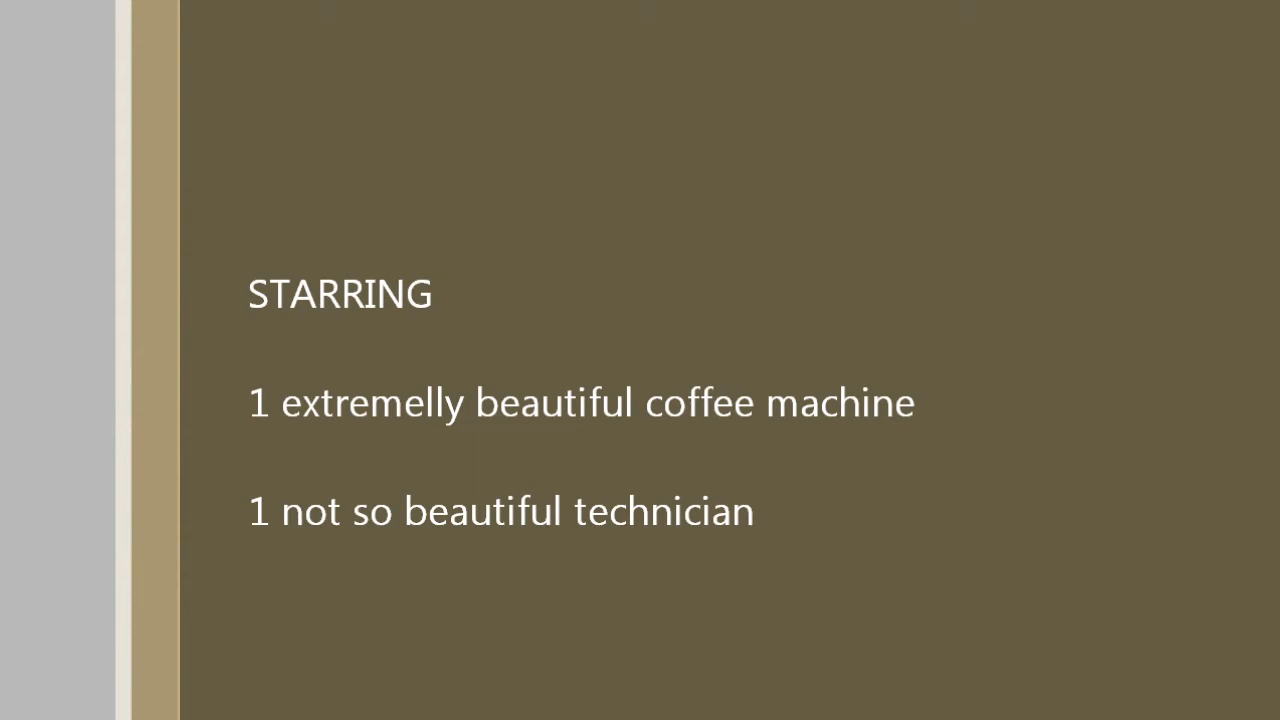 STARRING
1 extremelly beautiful coffee machine
1 not so beautiful technician